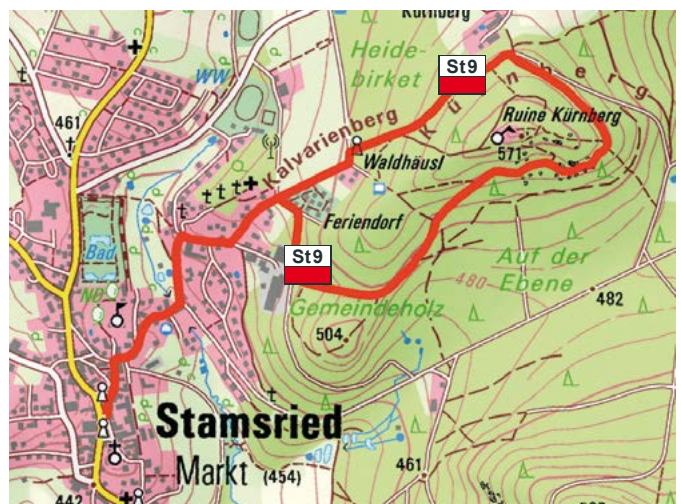 Kürnberg
Heide-
birket
St9
Kürnberg
WW
461
Ruine Kürnberg
571
Kalvarienberg
Waldhäusl
Feriendorf
Bad
ND
St9
Auf der
Ebene
480
482
Gemeindeholz
504
Stamsried
Markt (454)
461
442